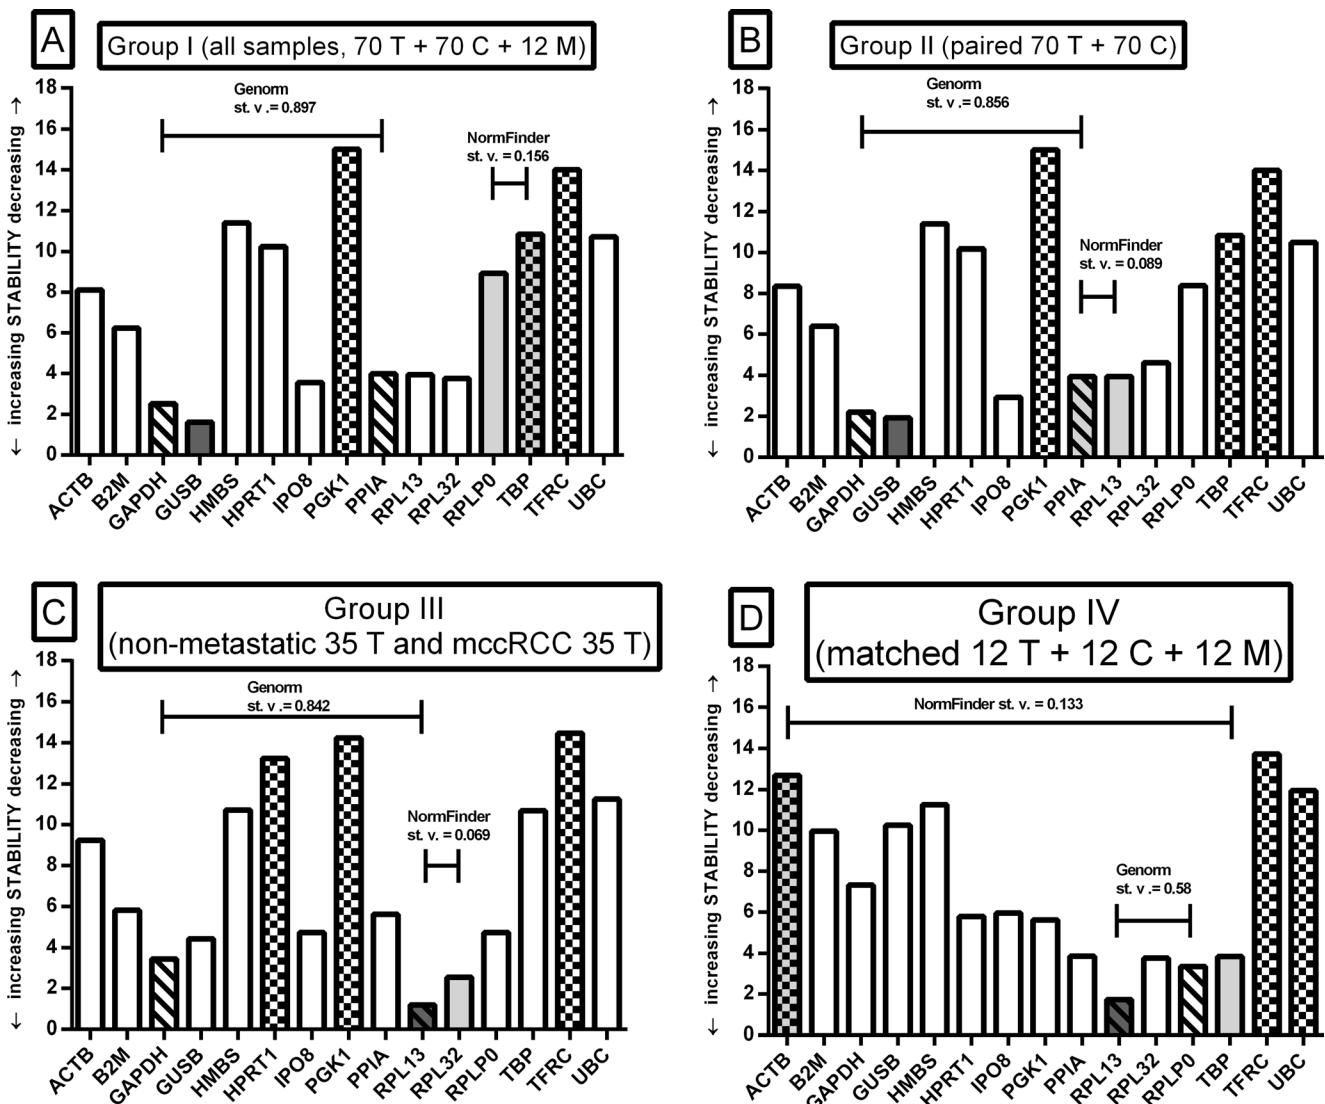 A
Group I (all samples, 70 T + 70 C + 12 M)
← increasing STABILITY decreasing →
18
16
14
12
10
8
6
4
2
0
Genorm
st. v .= 0.897
NormFinder
st. v. = 0.156
ACTB
B2M
GAPDH
GUSB
HMBS
HPRT1
IPO8
PGK1
PPIA
RPL13
RPL32
RPLP0
TBP
TFRC
UBC
B
Group II (paired 70 T + 70 C)
← increasing STABILITY decreasing →
18
16
14
12
10
8
6
4
2
0
Genorm
st. v .= 0.856
NormFinder
st. v. = 0.089
ACTB
B2M
GAPDH
GUSB
HMBS
HPRT1
IPO8
PGK1
PPIA
RPL13
RPL32
RPLP0
TBP
TFRC
UBC
C
Group III
(non-metastatic 35 T and mccRCC 35 T)
← increasing STABILITY decreasing →
18
16
14
12
10
8
6
4
2
0
Genorm
st. v .= 0.842
NormFinder
st. v. = 0.069
ACTB
B2M
GAPDH
GUSB
HMBS
HPRT1
IPO8
PGK1
PPIA
RPL13
RPL32
RPLP0
TBP
TFRC
UBC
D
Group IV
(matched 12 T + 12 C + 12 M)
← increasing STABILITY decreasing →
18
16
14
12
10
8
6
4
2
0
NormFinder st. v. = 0.133
Genorm
st. v .= 0.58
ACTB
B2M
GAPDH
GUSB
HMBS
HPRT1
IPO8
PGK1
PPIA
RPL13
RPL32
RPLP0
TBP
TFRC
UBC